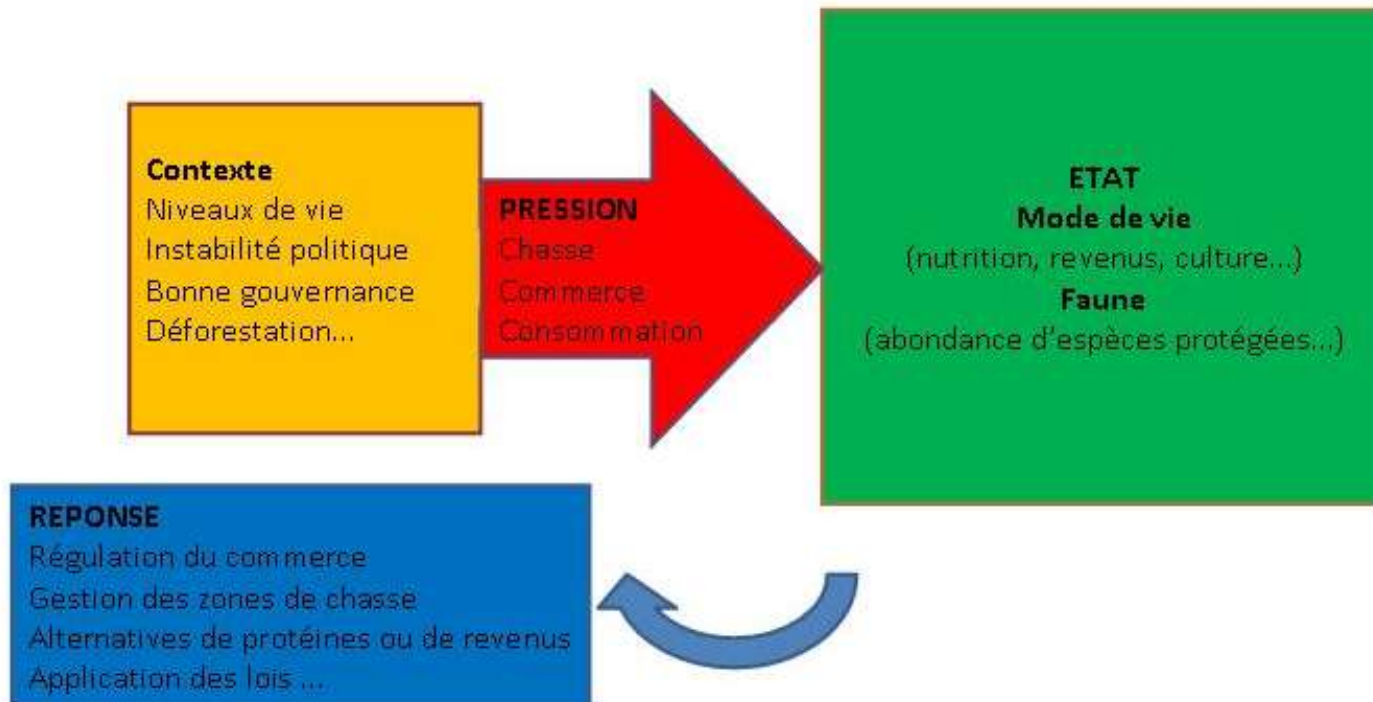 Contexte
Niveaux de vie
Instabilité politique
Bonne gouvernance
Déforestation...
PRESSION
Chasse
Commerce
Consommation
ETAT
Mode de vie
(nutrition, revenus, culture...)
Faune
(abondance d'espèces protégées...)
REPONSE
Régulation du commerce
Gestion des zones de chasse
Alternatives de protéines ou de revenus
Application des lois ...